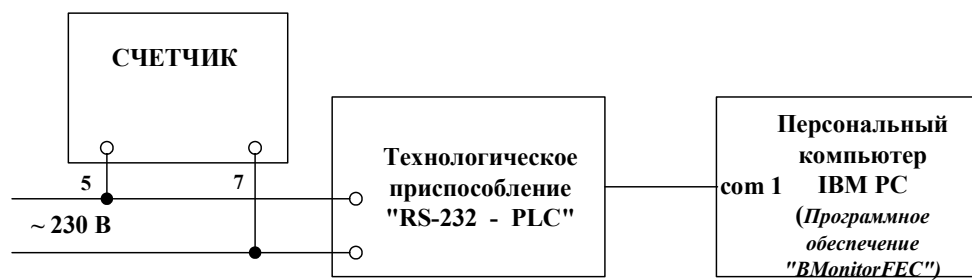 СЧЕТЧИК
5
7
~ 230 В
Технологическое
приспособление
"RS-232 - PLC"
com 1
Персональный
компьютер
IBM PC
(Программное
обеспечение
"BMonitorFEC")